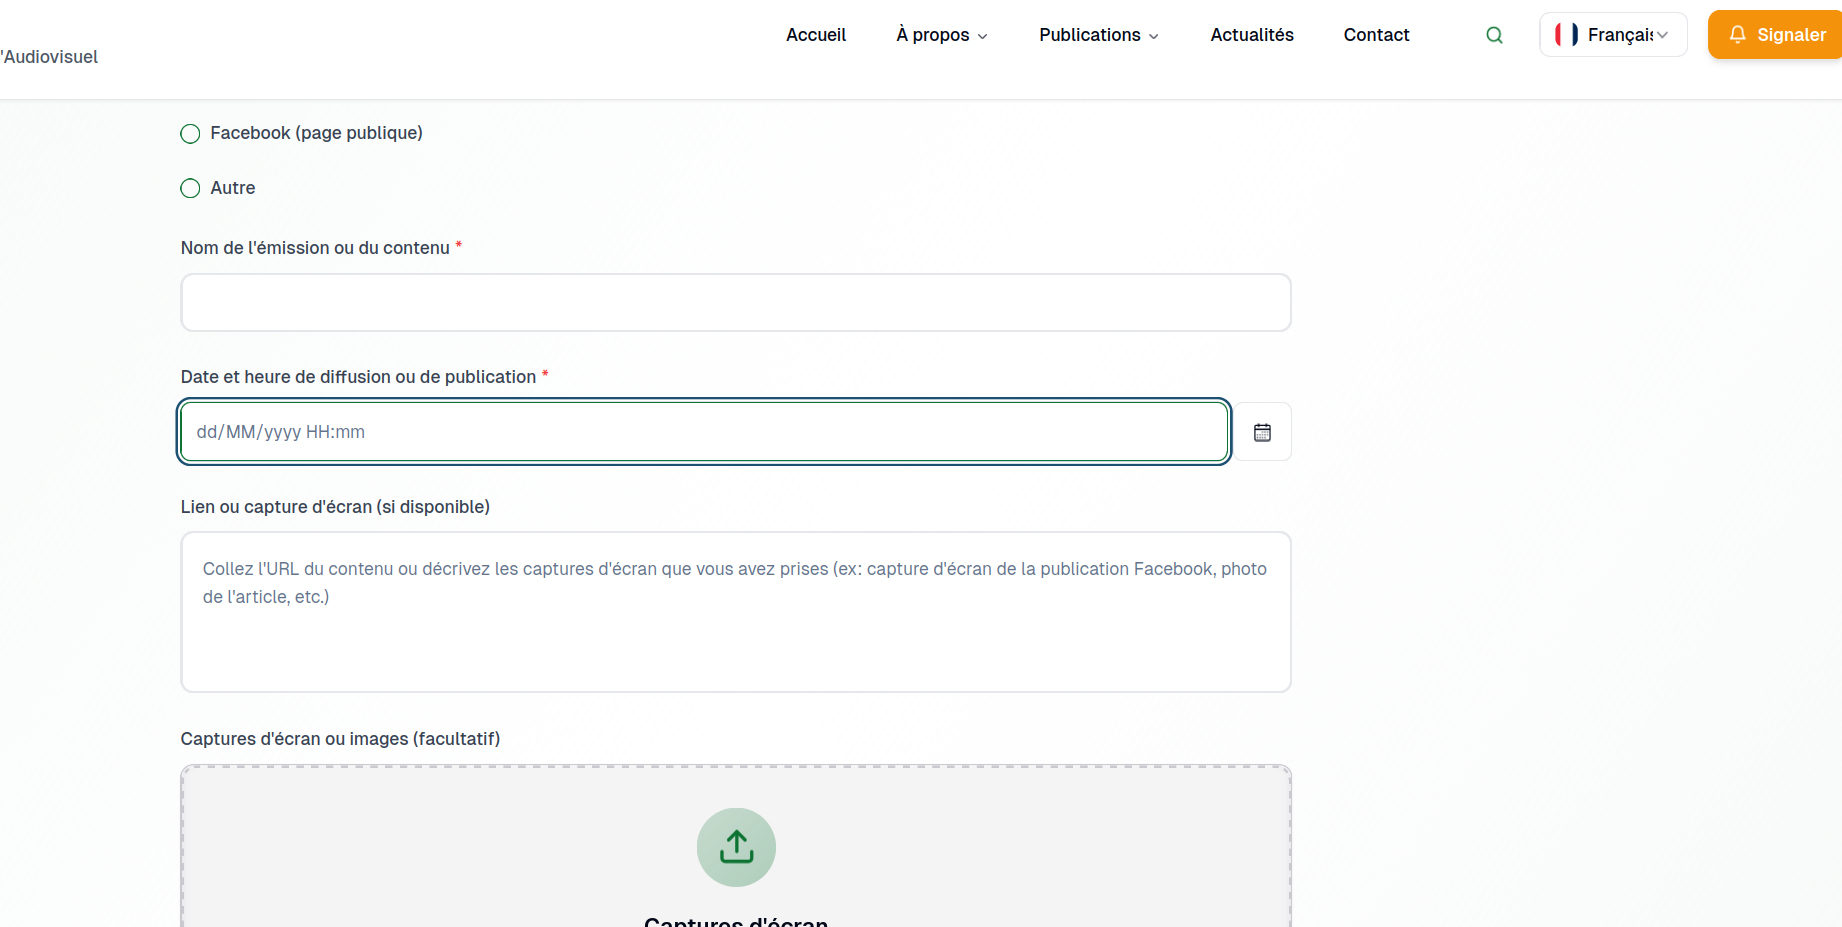 'Audiovisuel
Accueil
À propos
Publications
Actualités
Contact
Français
Signaler
Facebook (page publique)
Autre
Nom de l'émission ou du contenu *
Date et heure de diffusion ou de publication *
dd/MM/yyyy HH:mm
Lien ou capture d'écran (si disponible)
Collez l'URL du contenu ou décrivez les captures d'écran que vous avez prises (ex: capture d'écran de la publication Facebook, photo
de l'article, etc.)
Captures d'écran ou images (facultatif)
Captures d'écran